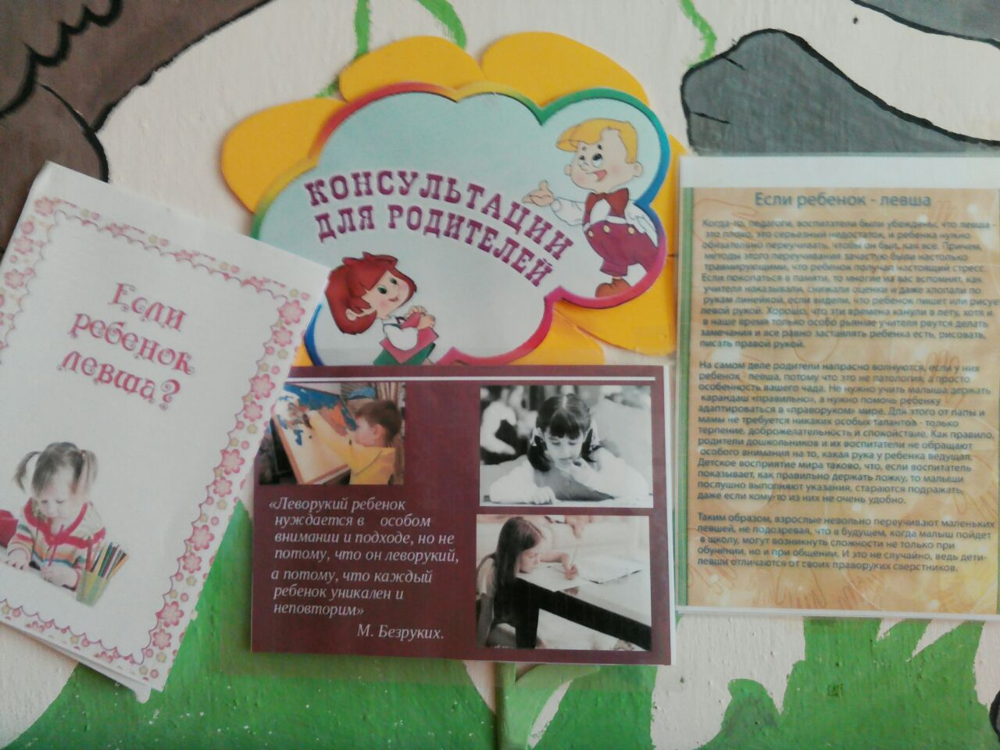 КОНСУЛЬТАЦИИ
ДЛЯ РОДИТЕЛЕЙ
Если
ребенок
левша?
«Леворукий ребенок
нуждается в особом
внимании и подходе, но не
потому, что он леворукий,
а потому, что каждый
ребенок уникален и
неповторим»
М. Безруких.
Если ребенок - левша
Когда-то, педагоги, воспитатели были убеждены, что левша -
это плохо, это серьезный недостаток, и ребенка нужно
обязательно переучивать, чтобы он был, как все. Причем,
методы этого переучивания зачастую были настолько
травмирующими, что ребенок получал настоящий стресс.
Если покопаться в памяти, то многие из вас вспомнят, как
учителя наказывали, снижали оценки и даже хлопали по
рукам линейкой, если видели, что ребенок пишет или рисуе
левой рукой. Хорошо, что эти времена канули в лету, хотя и
в наше время только особо рьяные учителя рвутся делать
замечания и все равно заставлять ребенка есть, рисовать,
писать правой рукой.
На самом деле родители напрасно волнуются, если у них
ребенок - левша, потому что это не патология, а просто
особенность вашего чада. Не нужно учить малыша держать
карандаш «правильно», а нужно помочь ребенку
адаптироваться в «праворуком» мире. Для этого от папы и
мамы не требуется никаких особых талантов - только
терпение, доброжелательность и спокойствие. Как правило,
родители дошкольников и их воспитатели не обращают
особого внимания на то, какая рука у ребенка ведущая.
Детское восприятие мира таково, что, если воспитатель
показывает, как правильно держать ложку, то малыши
послушно выполняют указания, стараются подражать,
даже если кому-то из них не очень удобно.
Таким образом, взрослые невольно переучивают маленьких
левшей, не подозревая, что в будущем, когда малыш пойдет
в школу, могут возникнуть сложности не только при
обучении, но и при общении. И это не случайно, ведь дети-
левши отличаются от своих праворуких сверстников.